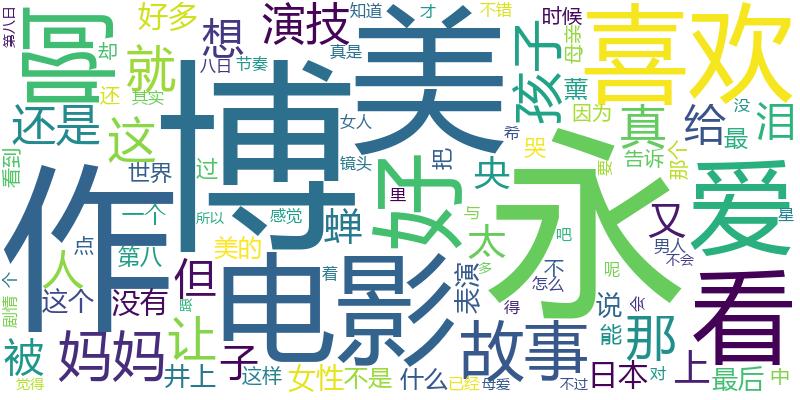 第八日
啊
好多
却
还
其实
就
想
八日
节奏
演技
真是
知道
美
才
不错
时候
母亲
孩子
薰
因为
喜欢
还是
这
看到
世界
过
博
女人
镜头
希
央
把
哭
真
给
最
没
泪
告诉
那个
要
作
一个
第八
所以
感觉
里
好
永
爱
星
点
人
个
这个
剧情
美的
蝉
但
没有
着
电影
与
太
多
表演
吧
不
怎么
得
呢
又
男人
不会
说
会
看
被
觉得
妈妈
让
子
井上
这样
女性
不是
什么
已经
母爱
故事
不过
能
那
日本
对
上
最后
中